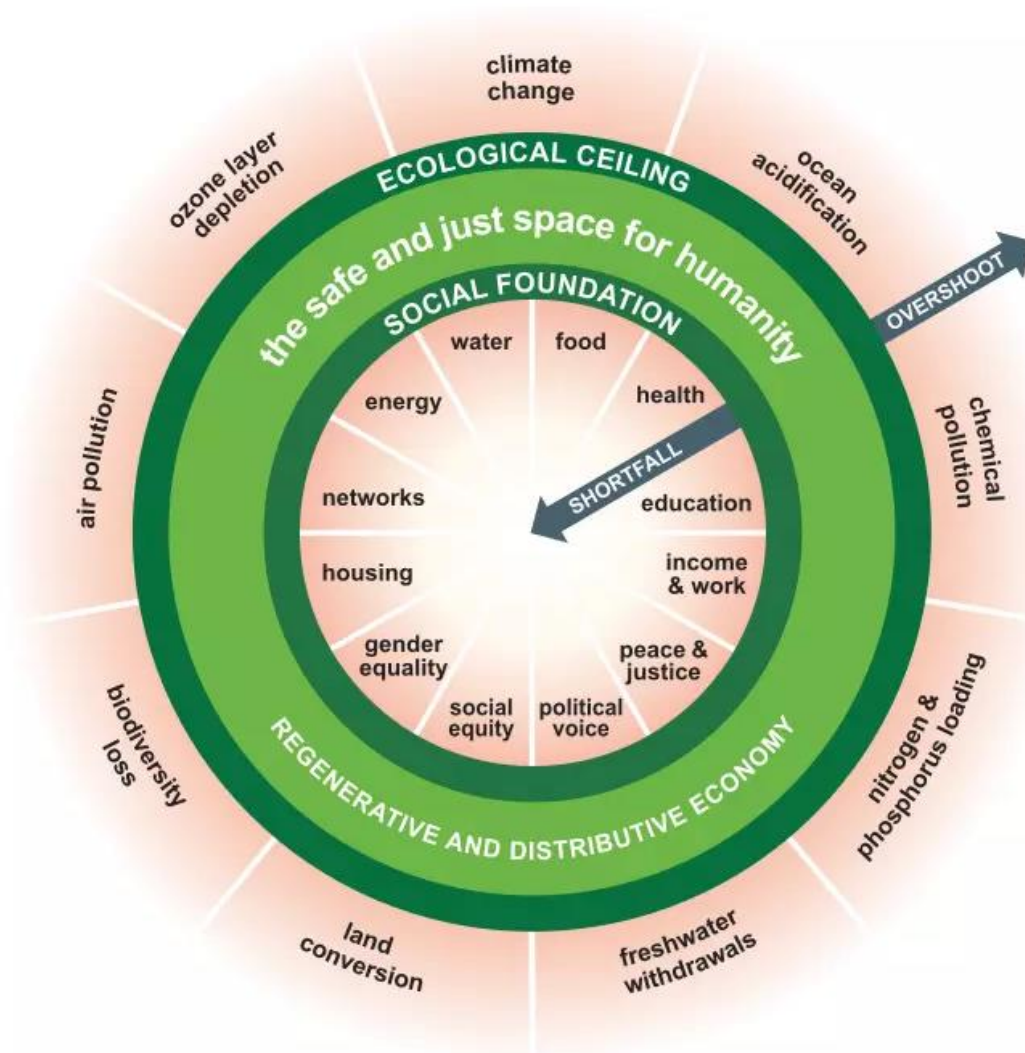 climate
change
ocean
acidification
OVERSHOOT
chemical
pollution
nitrogen &
phosphorus loading
freshwater
withdrawals
land
conversion
biodiversity
loss
air pollution
ozone layer
depletion
ECOLOGICAL CEILING
the safe and just space for humanity
SOCIAL FOUNDATION
water
food
health
SHORTFALL
education
income
& work
peace &
justice
political
voice
social
equity
gender
equality
housing
networks
energy
REGENERATIVE AND DISTRIBUTIVE ECONOMY